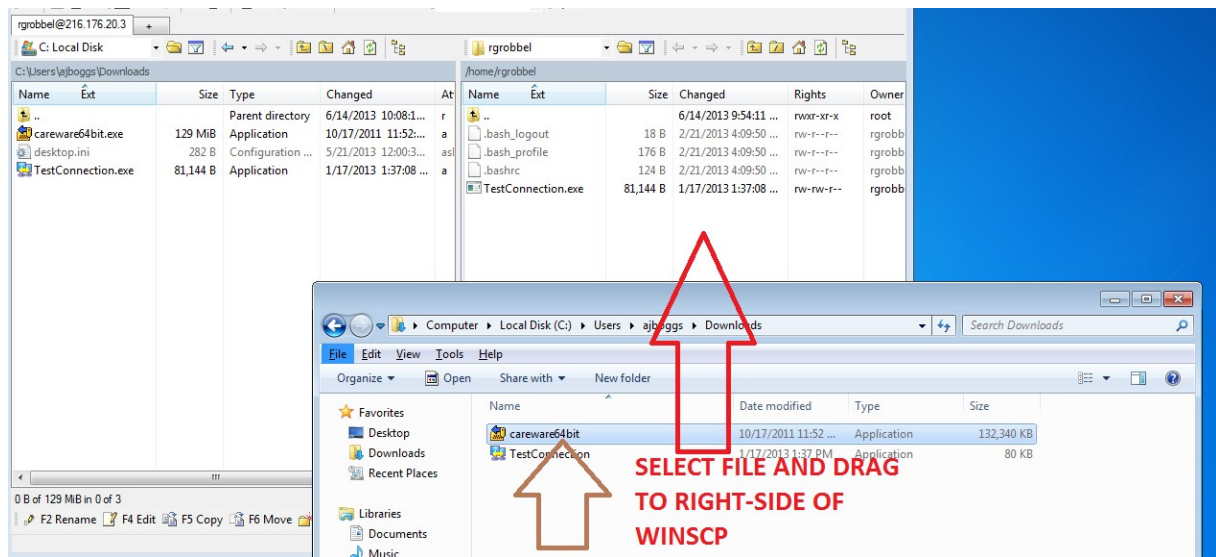 rgrobbel@216.176.20.3 +
C: Local Disk
rgrobbel
C:\Users\ajboggs\Downloads
/home/rgrobbel
Name Ext Size Type Changed At
Name Ext Size Changed Rights Owner
.. Parent directory 6/14/2013 10:08:1... r
.. 6/14/2013 9:54:11 ... rwxr-xr-x root
careware64bit.exe 129 MiB Application 10/17/2011 11:52:... a
.bash_logout 18 B 2/21/2013 4:09:50 ... rw-r--r-- rgrobb
desktop.ini 282 B Configuration ... 5/21/2013 12:00:3... asl
.bash_profile 176 B 2/21/2013 4:09:50 ... rw-r--r-- rgrobb
TestConnection.exe 81,144 B Application 1/17/2013 1:37:08 ... a
.bashrc 124 B 2/21/2013 4:09:50 ... rw-r--r-- rgrobb
TestConnection.exe 81,144 B 1/17/2013 1:37:08 ... rw-rw-r-- rgrobb
0 B of 129 MiB in 0 of 3
F2 Rename F4 Edit F5 Copy F6 Move
Computer Local Disk (C:) Users ajboggs Downloads
Search Downloads
File Edit View Tools Help
Organize Open Share with New folder
Name Date modified Type Size
Favorites
Desktop
Downloads
Recent Places
Libraries
Documents
Music
careware64bit 10/17/2011 11:52 ... Application 132,340 KB
TestConnection 1/17/2013 1:37 PM Application 80 KB
SELECT FILE AND DRAG
TO RIGHT-SIDE OF
WINSCP